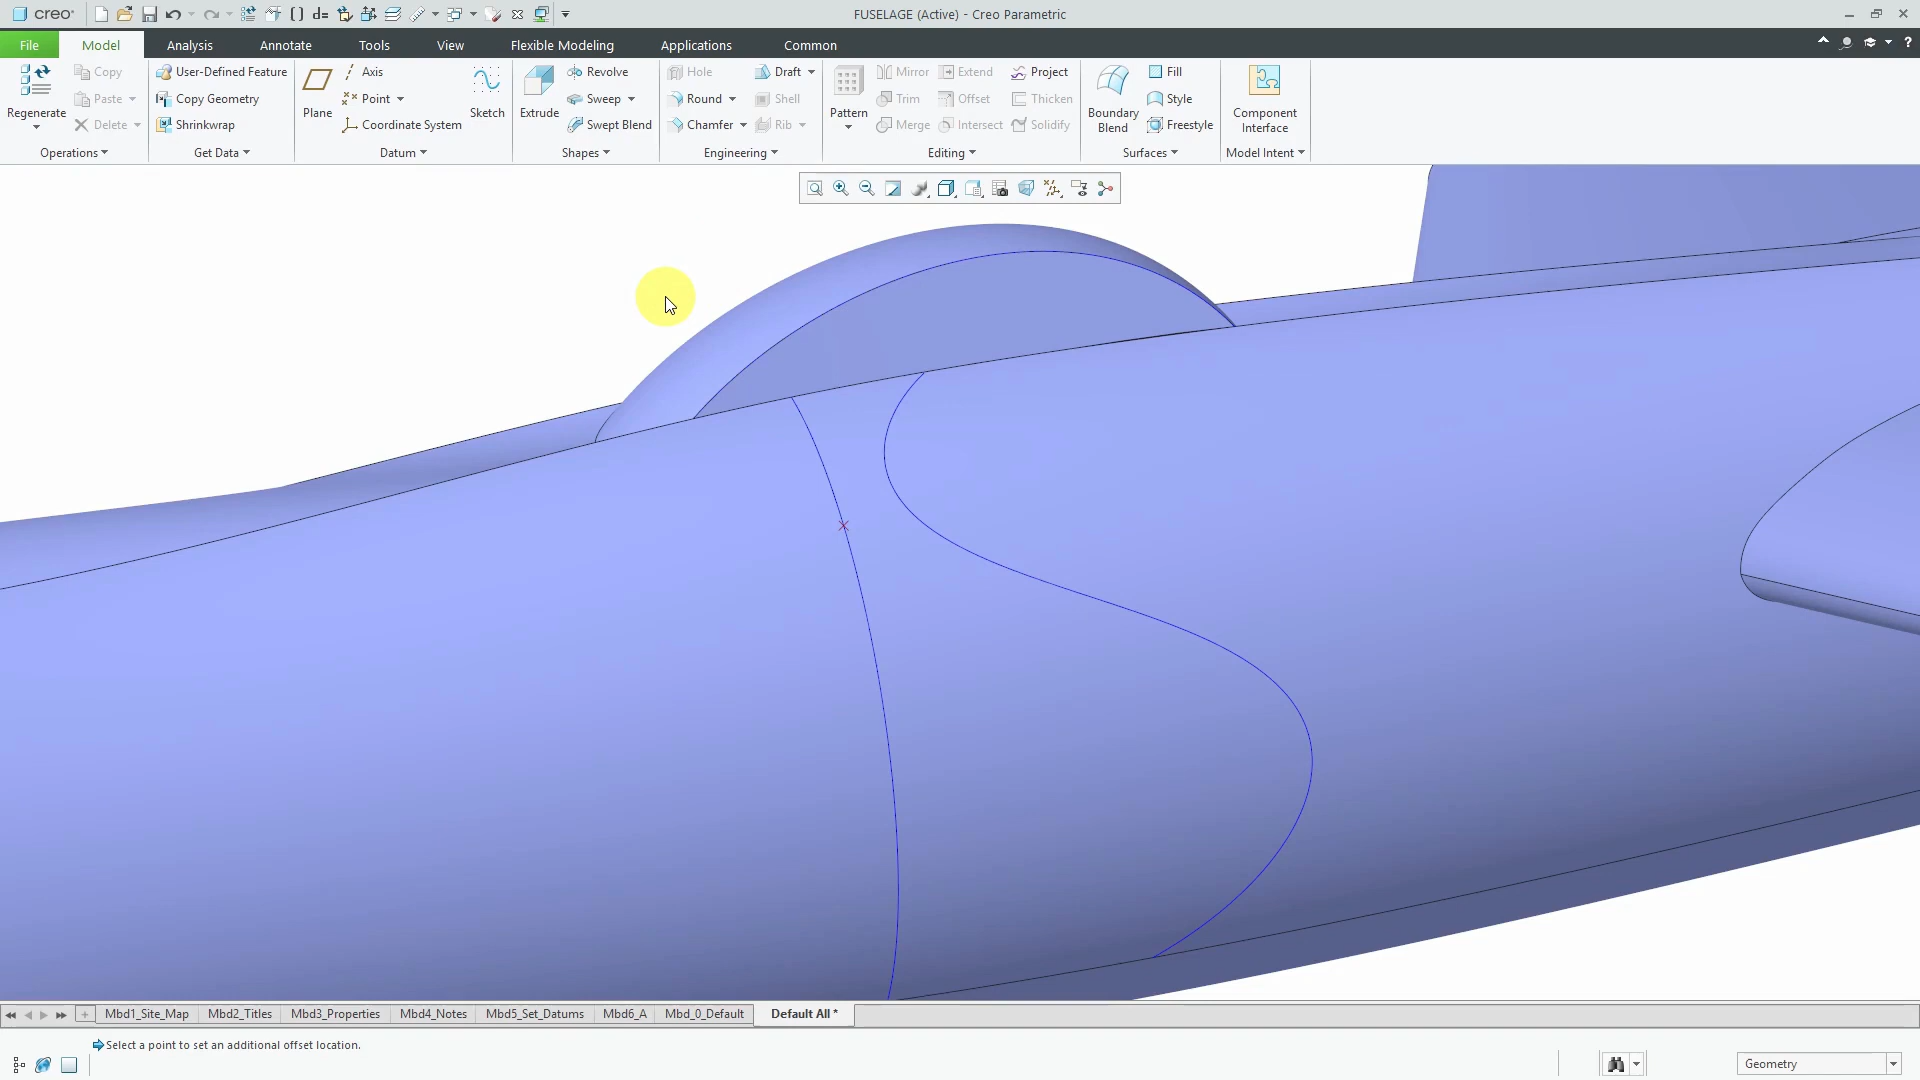 creo
FUSELAGE (Active) - Creo Parametric
File Model Analysis Annotate Tools View Flexible Modeling Applications Common
Regenerate
Copy
Paste
Delete
Operations
User-Defined Feature
Copy Geometry
Shrinkwrap
Get Data
Plane
Axis
Point
Coordinate System
Sketch
Datum
Extrude
Revolve
Sweep
Swept Blend
Shapes
Hole
Round
Chamfer
Draft
Shell
Rib
Engineering
Pattern
Mirror
Trim
Merge
Extend
Offset
Intersect
Project
Thicken
Solidify
Editing
Boundary
Blend
Fill
Style
Freestyle
Surfaces
Component
Interface
Model Intent
Mbd1_Site_Map Mbd2_Titles Mbd3_Properties Mbd4_Notes Mbd5_Set_Datums Mbd6_A Mbd_0_Default Default All *
Select a point to set an additional offset location.
Geometry